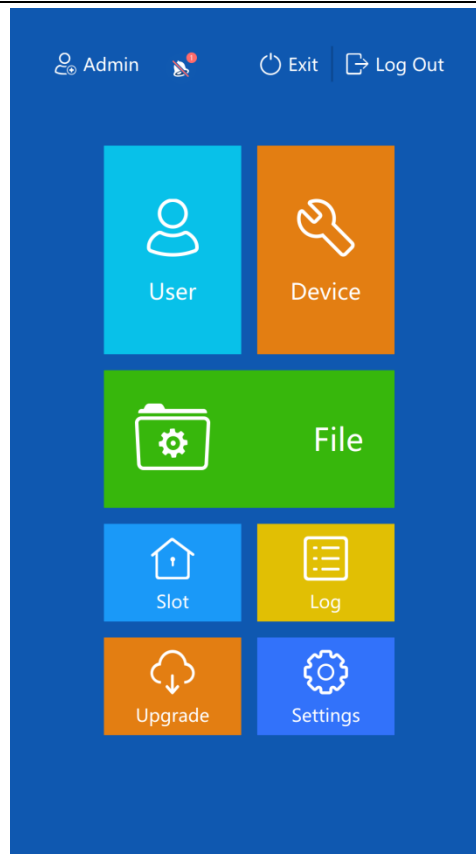 Admin Exit Log Out
User Device
File
Slot Log
Upgrade Settings